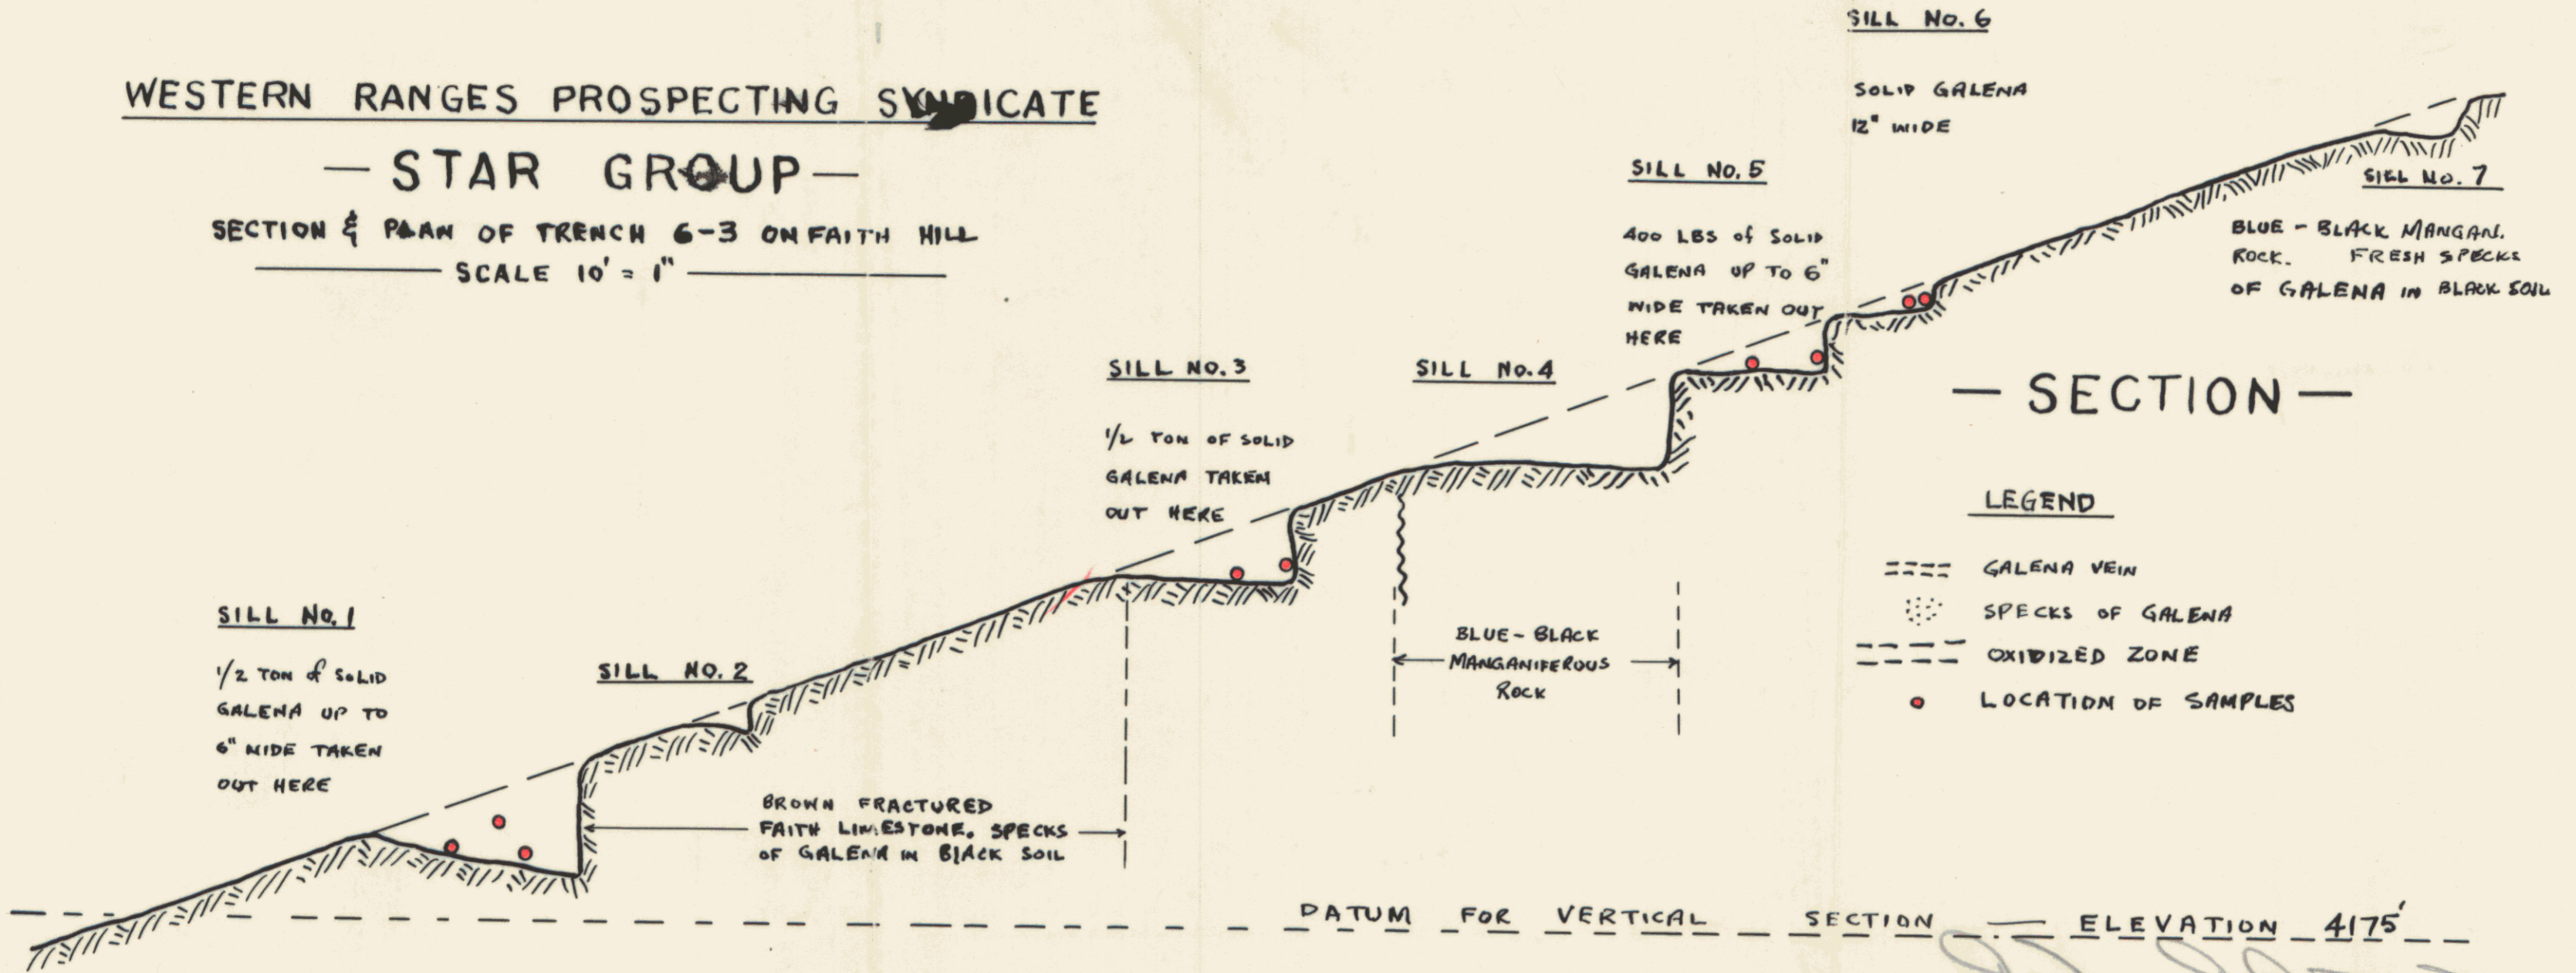 WESTERN RANGES PROSPECTING SYNDICATE
— STAR GROUP —
SECTION & PLAN OF TRENCH 6-3 ON FAITH HILL
SCALE 10' = 1"
SILL No. 1
1/2 TON of SOLID
GALENA UP TO
6" WIDE TAKEN
OUT HERE
SILL NO. 2
BROWN FRACTURED
FAITH LIMESTONE. SPECKS
OF GALENA IN BLACK SOIL
SILL NO. 3
1/2 TON OF SOLID
GALENA TAKEN
OUT HERE
SILL No. 4
BLUE-BLACK
MANGANIFEROUS
ROCK
SILL NO. 5
400 LBS of SOLID
GALENA UP TO 6"
WIDE TAKEN OUT
HERE
SILL No. 6
SOLID GALENA
12" WIDE
SILL No. 7
BLUE - BLACK MANGAN.
ROCK. FRESH SPECKS
OF GALENA IN BLACK SOIL
— SECTION —
LEGEND
GALENA VEIN
SPECKS OF GALENA
OXIDIZED ZONE
LOCATION OF SAMPLES
DATUM FOR VERTICAL SECTION — ELEVATION 4175'